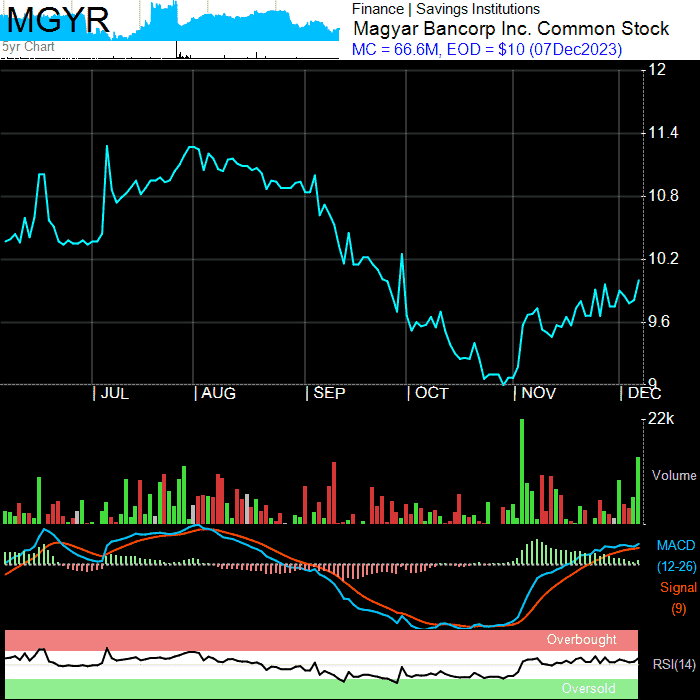 MGYR
5yr Chart
Finance | Savings Institutions
Magyar Bancorp Inc. Common Stock
MC = 66.6M, EOD = $10 (07Dec2023)
12
11.4
10.8
10.2
9.6
9
| JUL | AUG | SEP | OCT | NOV | DEC
22k
Volume
MACD
(12-26)
Signal
(9)
Overbought
RSI(14)
Oversold